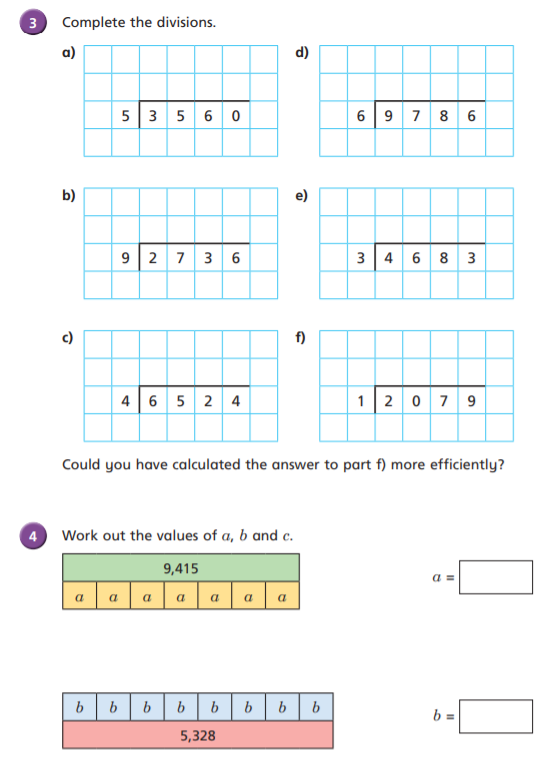 3 Complete the divisions.
a) d)
5 3 5 6 0 6 9 7 8 6
b) e)
9 2 7 3 6 3 4 6 8 3
c) f)
4 6 5 2 4 1 2 0 7 9
Could you have calculated the answer to part f) more efficiently?
4 Work out the values of a, b and c.
9,415
a a a a a a a a =
b b b b b b b b b =
5,328